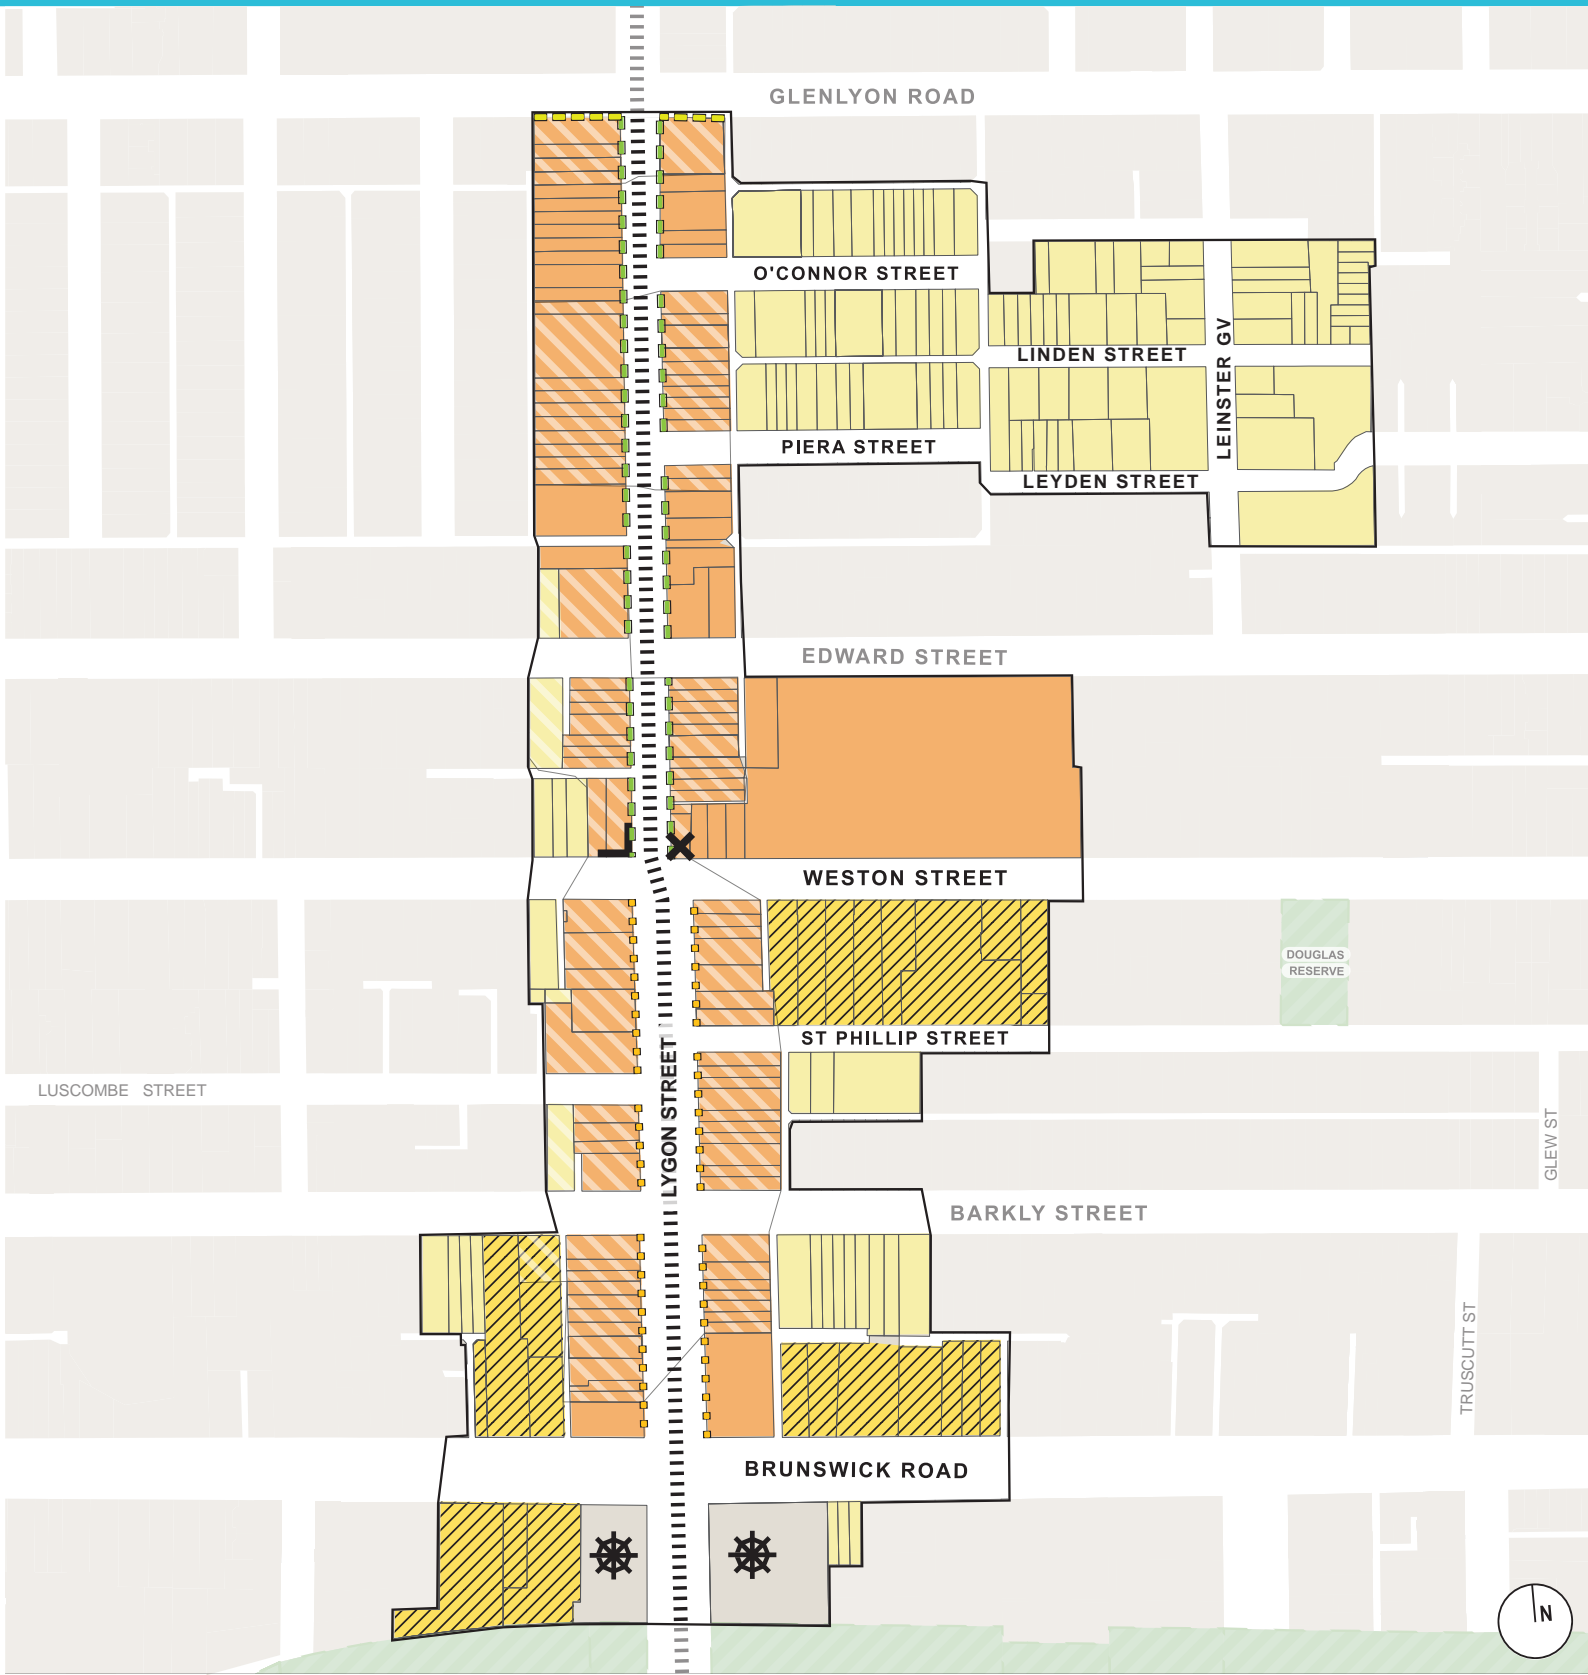 GLENLYON ROAD
O'CONNOR STREET
LINDEN STREET
LEINSTER GV
PIERA STREET
LEYDEN STREET
EDWARD STREET
WESTON STREET
DOUGLAS
RESERVE
ST PHILLIP STREET
LYGON STREET
LUSCOMBE STREET
GLEW ST
BARKLY STREET
TRUSCUTT ST
BRUNSWICK ROAD
N